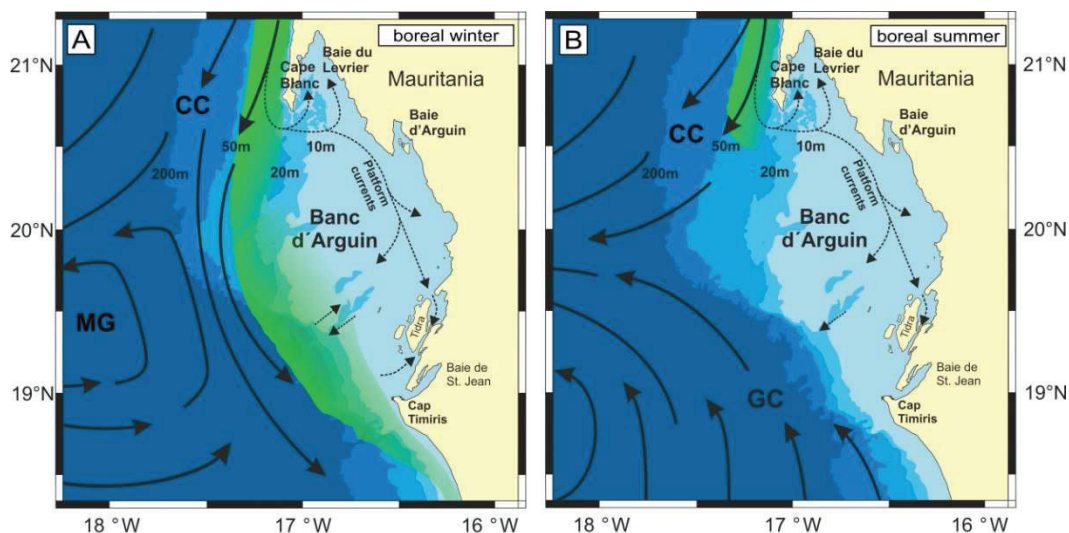 A
boreal winter
21°N
20°N
19°N
CC
Cape
Blanc
Baie du
Levrier
Mauritania
Baie
d'Arguin
50m
10m
200m
20m
Platform
currents
Banc
d´Arguin
MG
Tidra
Baie de
St. Jean
Cap
Timiris
18 °W
17 °W
16 °W
B
boreal summer
CC
Cape
Blanc
Baie du
Levrier
Mauritania
Baie
d'Arguin
50m
10m
200m
20m
Platform
currents
Banc
d´Arguin
Tidra
GC
Baie de
St. Jean
Cap
Timiris
21°N
20°N
19°N
18 °W
17 °W
16 °W